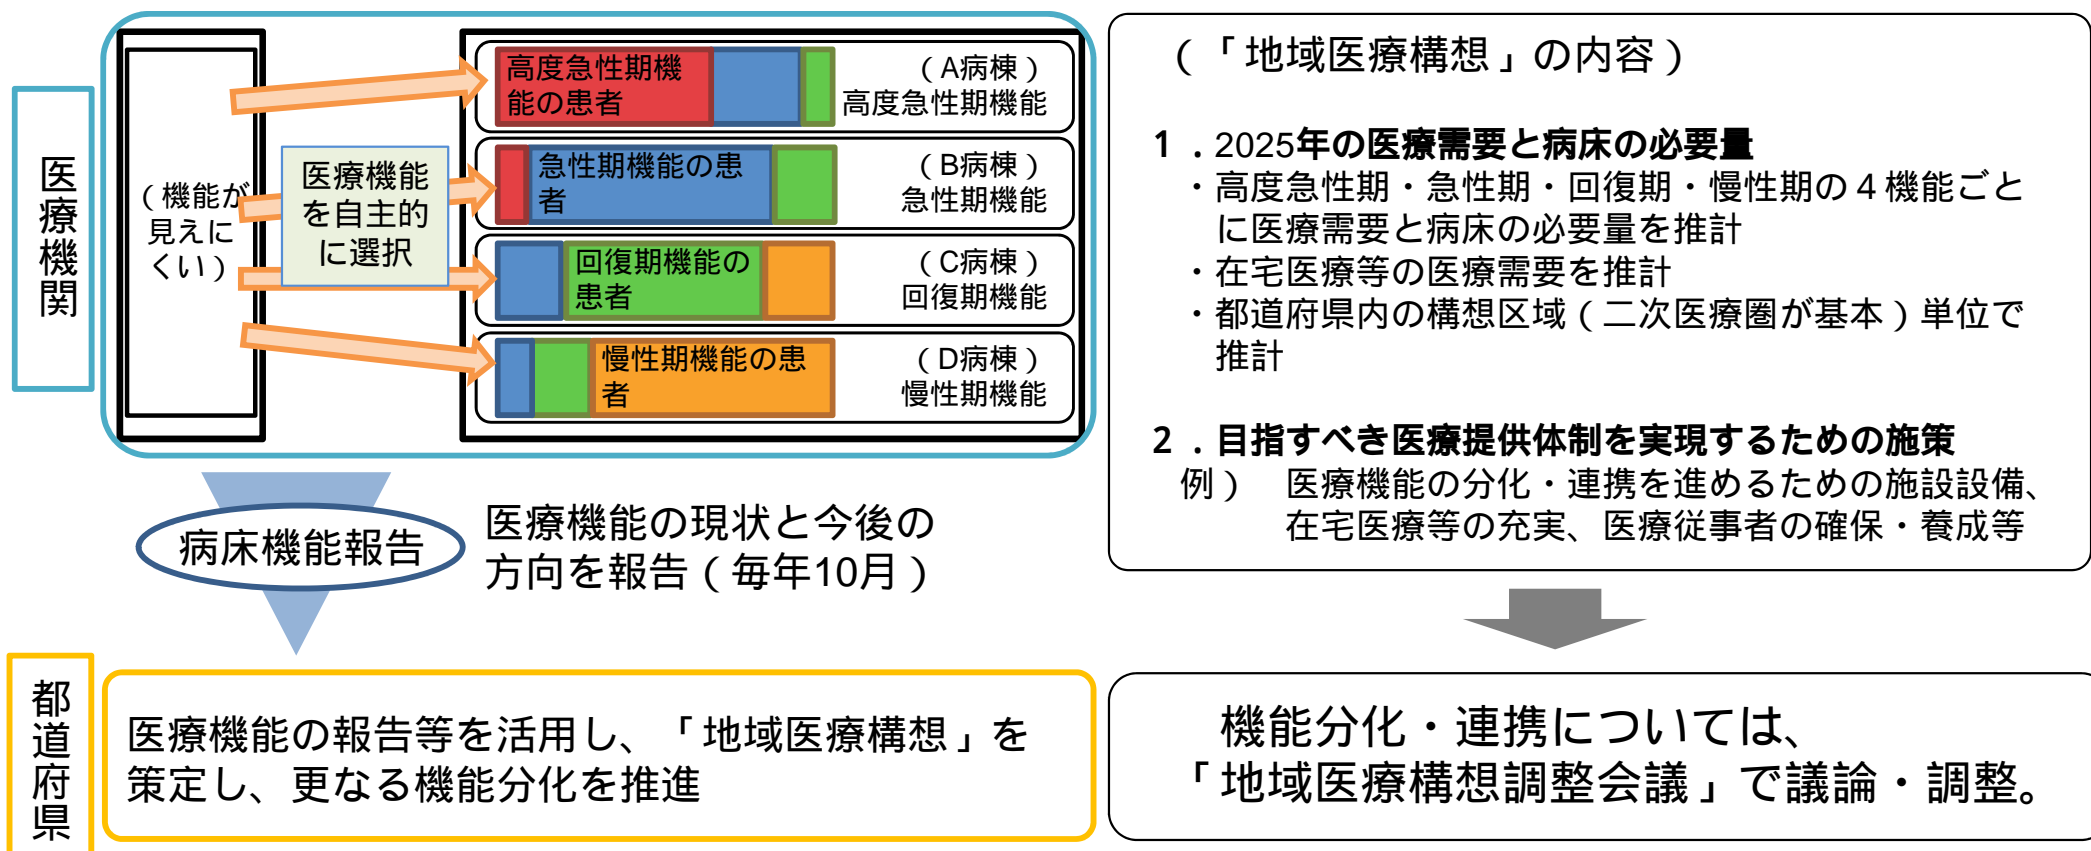 医療機関
（機能が
見えに
くい）
医療機能
を自主的
に選択
高度急性期機
能の患者
（A病棟）
高度急性期機能
急性期機能の患
者
（B病棟）
急性期機能
回復期機能の
患者
（C病棟）
回復期機能
慢性期機能の患
者
（D病棟）
慢性期機能
病床機能報告
医療機能の現状と今後の
方向を報告（毎年10月）
都道府県
医療機能の報告等を活用し、「地域医療構想」を
策定し、更なる機能分化を推進
（「地域医療構想」の内容）
１．2025年の医療需要と病床の必要量
・高度急性期・急性期・回復期・慢性期の４機能ごと
に医療需要と病床の必要量を推計
・在宅医療等の医療需要を推計
・都道府県内の構想区域（二次医療圏が基本）単位で
推計
２．目指すべき医療提供体制を実現するための施策
例）　医療機能の分化・連携を進めるための施設設備、
在宅医療等の充実、医療従事者の確保・養成等
機能分化・連携については、
「地域医療構想調整会議」で議論・調整。